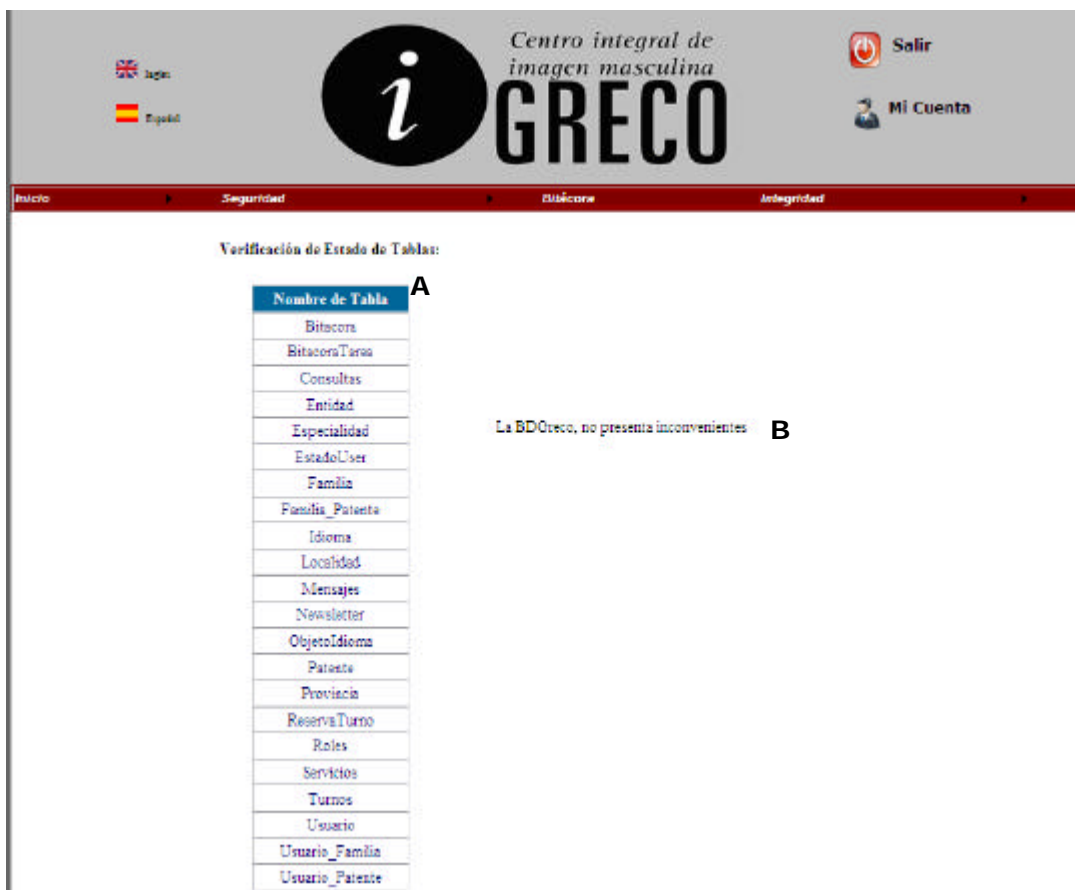 Centro integral de
imagen masculina
i
GRECO
Ingles
Español
Salir
Mi Cuenta
Inicio
Seguridad
Bitácora
Integridad
Verificación de Estado de Tablas:
A
Nombre de Tabla
Bitacora
BitacoraTarea
Consultas
Entidad
Especialidad
EstadoUser
Familia
Familia_Patente
Idioma
Localidad
Mensajes
Newsletter
ObjetoIdioma
Patente
Provincia
ReservaTurno
Roles
Servicios
Turnos
Usuario
Usuario_Familia
Usuario_Patente
La BDGreco, no presenta inconvenientes
B